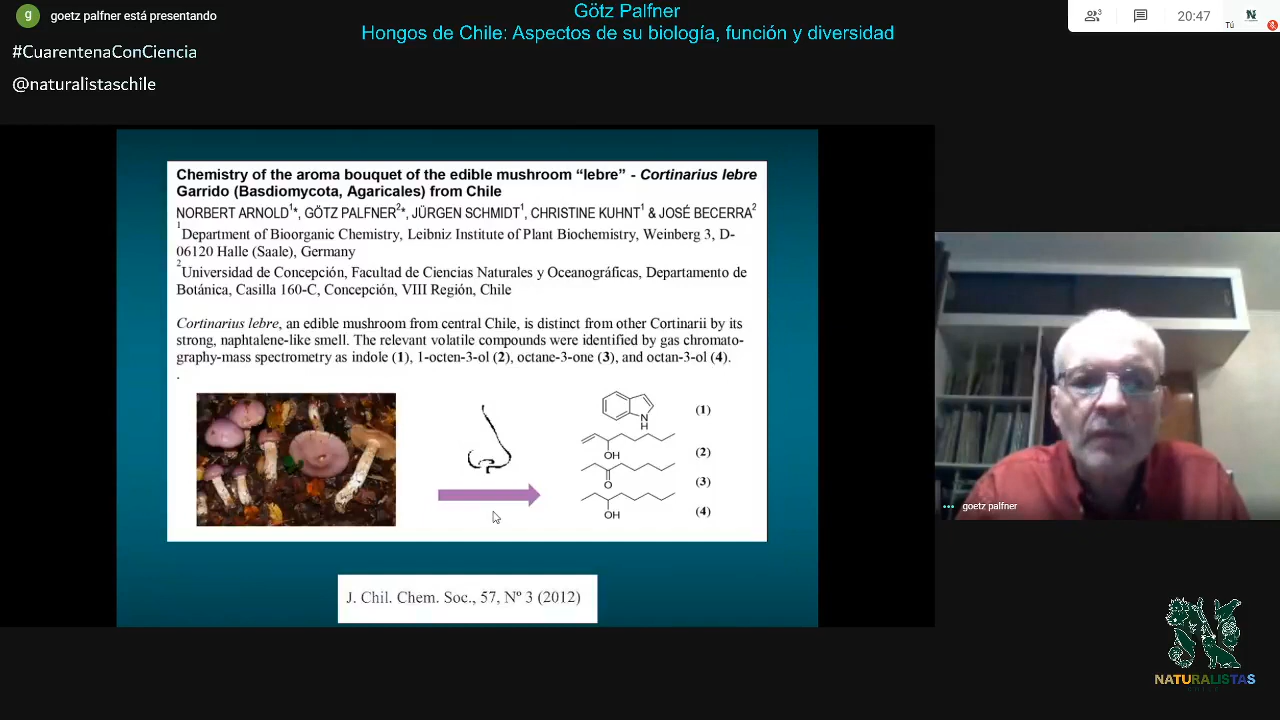 g
goetz palfner está presentando
Götz Palfner
Hongos de Chile: Aspectos de su biología, función y diversidad
#CuarentenaConCiencia
@naturalistaschile
3
20:47
Tú
Chemistry of the aroma bouquet of the edible mushroom “lebre” - Cortinarius lebre
Garrido (Basdiomycota, Agaricales) from Chile
NORBERT ARNOLD1*, GÖTZ PALFNER2*, JÜRGEN SCHMIDT1, CHRISTINE KUHNT1 & JOSÉ BECERRA2
1Department of Bioorganic Chemistry, Leibniz Institute of Plant Biochemistry, Weinberg 3, D-
06120 Halle (Saale), Germany
2Universidad de Concepción, Facultad de Ciencias Naturales y Oceanográficas, Departamento de
Botánica, Casilla 160-C, Concepción, VIII Región, Chile
Cortinarius lebre, an edible mushroom from central Chile, is distinct from other Cortinarii by its
strong, naphtalene-like smell. The relevant volatile compounds were identified by gas chromato-
graphy-mass spectrometry as indole (1), 1-octen-3-ol (2), octane-3-one (3), and octan-3-ol (4).
.
N
H
(1)
OH
(2)
O
(3)
OH
(4)
goetz palfner
J. Chil. Chem. Soc., 57, Nº 3 (2012)
NATURALISTAS